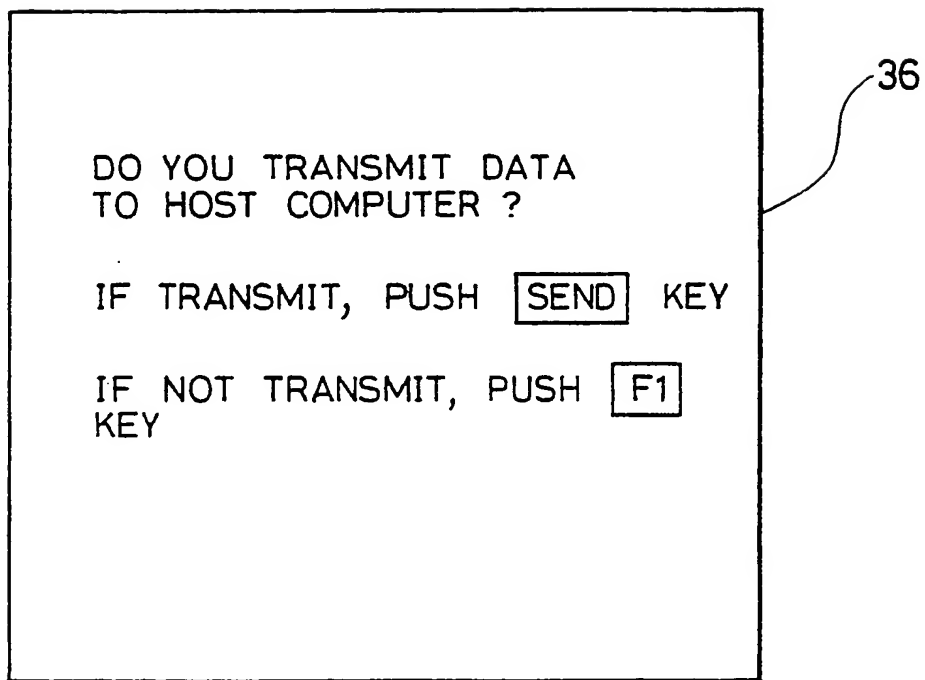 36
DO YOU TRANSMIT DATA
TO HOST COMPUTER ?
IF TRANSMIT, PUSH SEND KEY
IF NOT TRANSMIT, PUSH F1
KEY